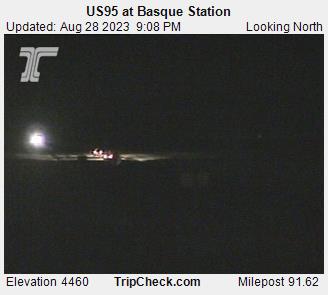 US95 at Basque Station
Updated: Aug 28 2023 9:08 PM Looking North
Elevation 4460 TripCheck.com Milepost 91.62